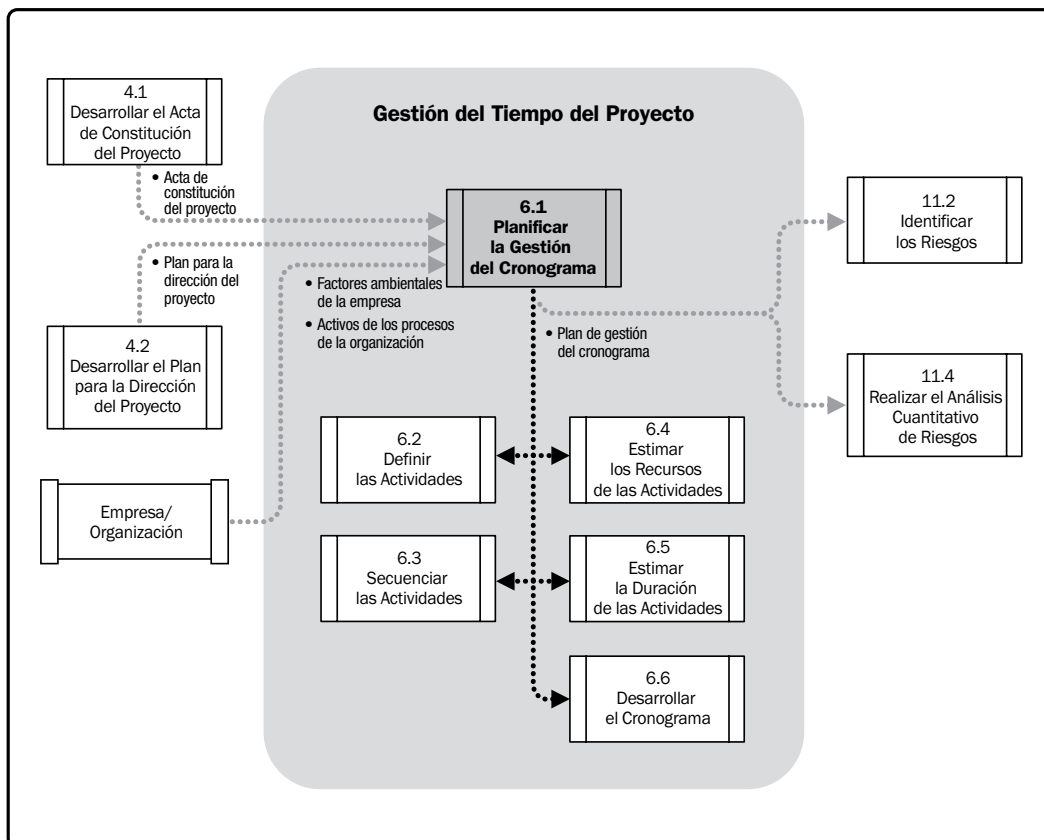 4.1
Desarrollar el Acta
de Constitución
del Proyecto
• Acta de
constitución
del proyecto
• Plan para la
dirección del
proyecto
4.2
Desarrollar el Plan
para la Dirección
del Proyecto
Empresa/
Organización
Gestión del Tiempo del Proyecto
6.1
Planificar
la Gestión
del Cronograma
• Factores ambientales
de la empresa
• Activos de los procesos
de la organización
• Plan de gestión
del cronograma
6.2
Definir
las Actividades
6.4
Estimar
los Recursos
de las Actividades
6.3
Secuenciar
las Actividades
6.5
Estimar
la Duración
de las Actividades
6.6
Desarrollar
el Cronograma
11.2
Identificar
los Riesgos
11.4
Realizar el Análisis
Cuantitativo
de Riesgos